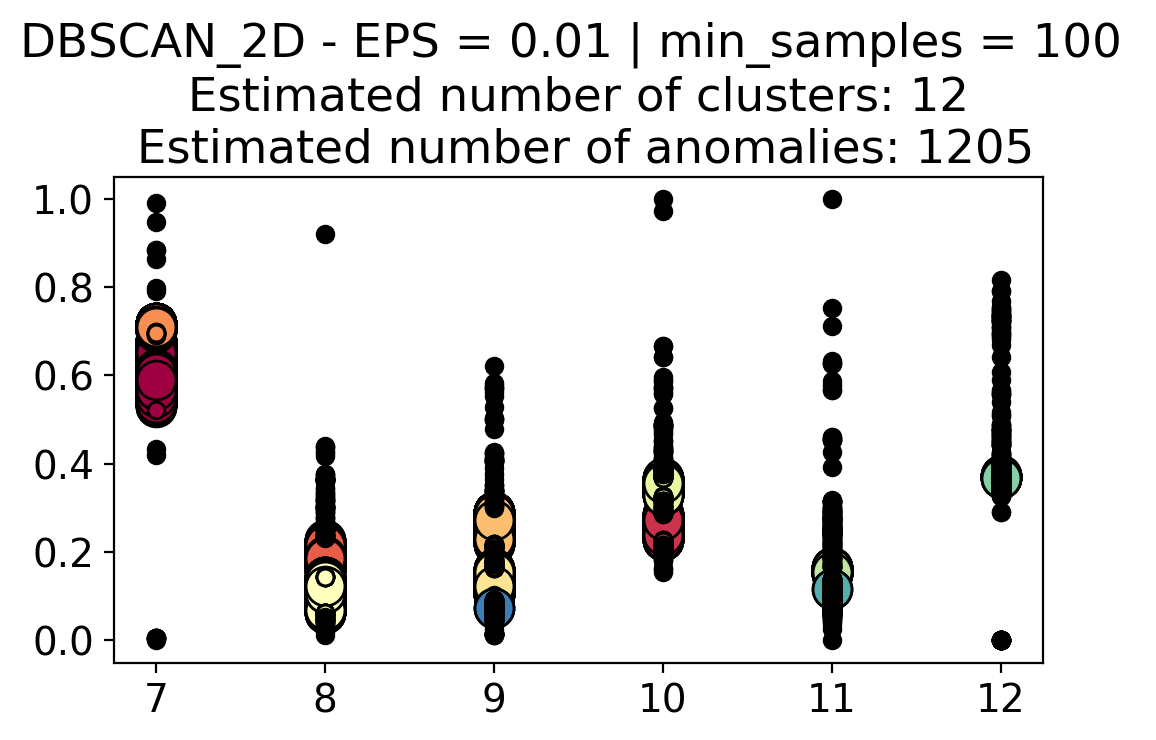 DBSCAN_2D - EPS = 0.01 | min_samples = 100
Estimated number of clusters: 12
Estimated number of anomalies: 1205
1.0
0.8
0.6
0.4
0.2
0.0
7 8 9 10 11 12